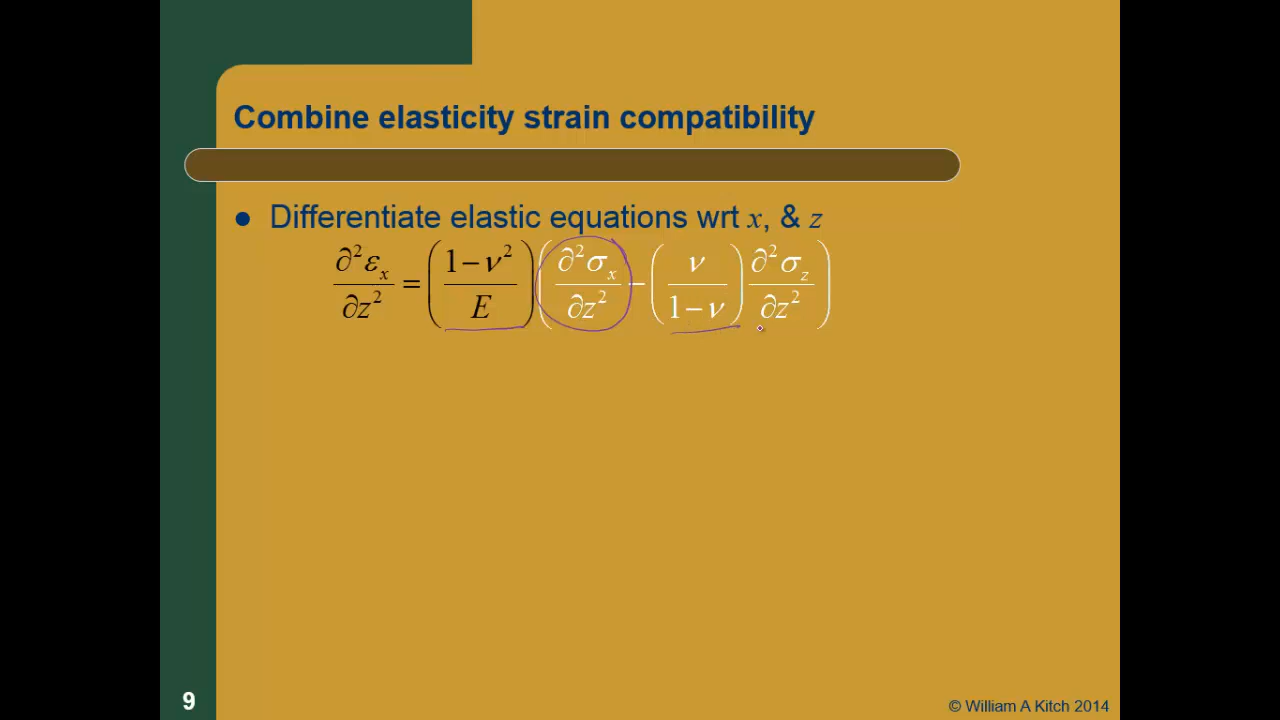 Combine elasticity strain compatibility
● Differentiate elastic equations wrt x, & z
∂²εₓ/∂z² = ((1−ν²)/E) (∂²σₓ/∂z² − (ν/(1−ν)) ∂²σ_z/∂z²)
9
© William A Kitch 2014